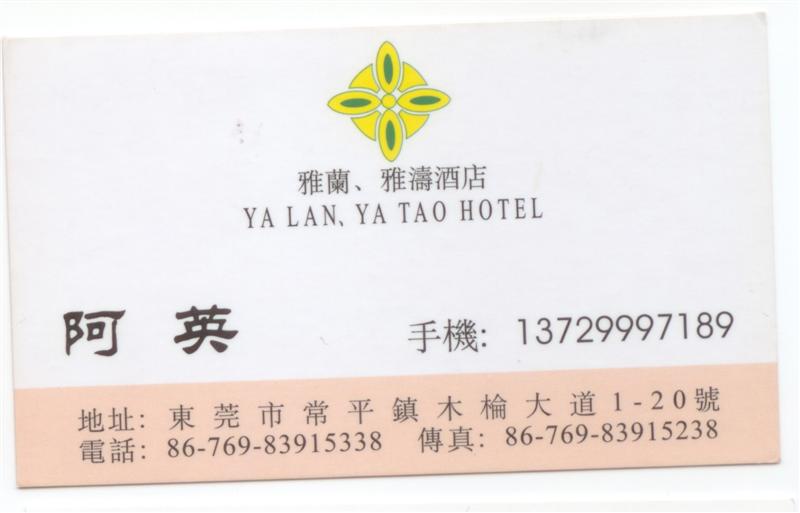 雅蘭、雅濤酒店
YA LAN、YA TAO HOTEL
阿 英 手機: 13729997189
地址: 東莞市常平鎮木棆大道1-20號
電話: 86-769-83915338 傳真: 86-769-83915238